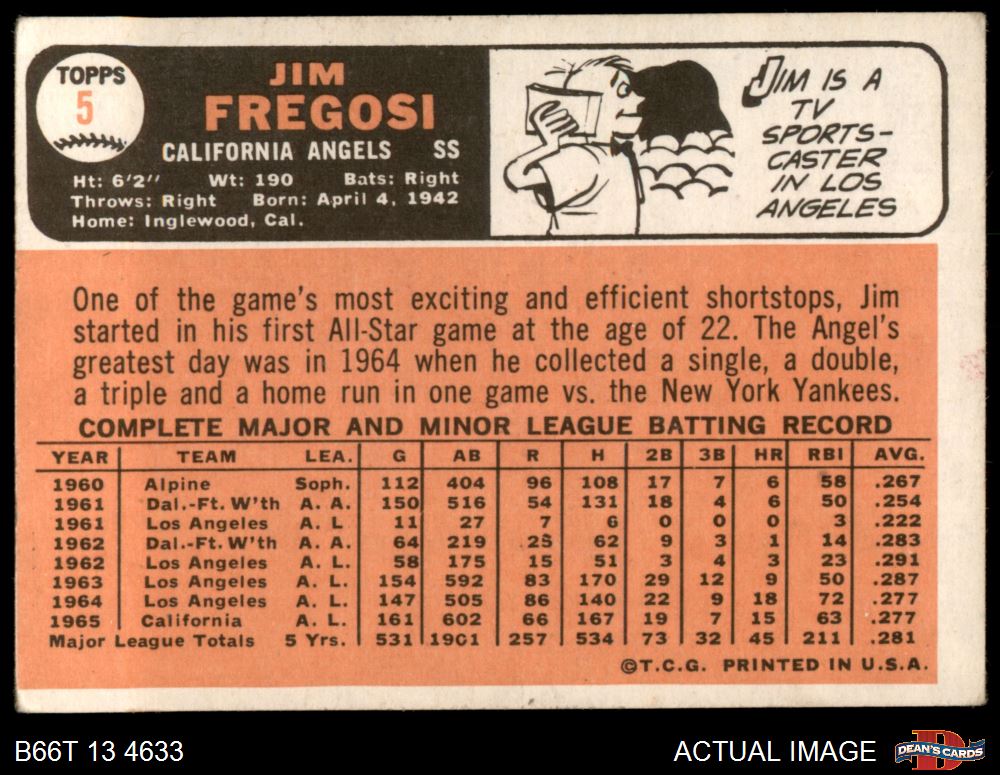 TOPPS
5
JIM
FREGOSI
CALIFORNIA ANGELS SS
Ht: 6'2" Wt: 190 Bats: Right
Throws: Right Born: April 4, 1942
Home: Inglewood, Cal.
JIM IS A
TV
SPORTS-
CASTER
IN LOS
ANGELES
One of the game's most exciting and efficient shortstops, Jim
started in his first All-Star game at the age of 22. The Angel's
greatest day was in 1964 when he collected a single, a double,
a triple and a home run in one game vs. the New York Yankees.
COMPLETE MAJOR AND MINOR LEAGUE BATTING RECORD
YEAR TEAM LEA. G AB R H 2B 3B HR RBI AVG.
1960 Alpine Soph. 112 404 96 108 17 7 6 58 .267
1961 Dal.-Ft. W'th A. A. 150 516 54 131 18 4 6 50 .254
1961 Los Angeles A. L 11 27 7 6 0 0 0 3 .222
1962 Dal.-Ft. W'th A. A. 64 219 28 62 9 3 1 14 .283
1962 Los Angeles A. L. 58 175 15 51 3 4 3 23 .291
1963 Los Angeles A. L. 154 592 83 170 29 12 9 50 .287
1964 Los Angeles A. L. 147 505 86 140 22 9 18 72 .277
1965 California A. L. 161 602 66 167 19 7 15 63 .277
Major League Totals 5 Yrs. 531 1901 257 534 73 32 45 211 .281
©T.C.G. PRINTED IN U.S.A.
B66T 13 4633
ACTUAL IMAGE
DEAN'S CARDS